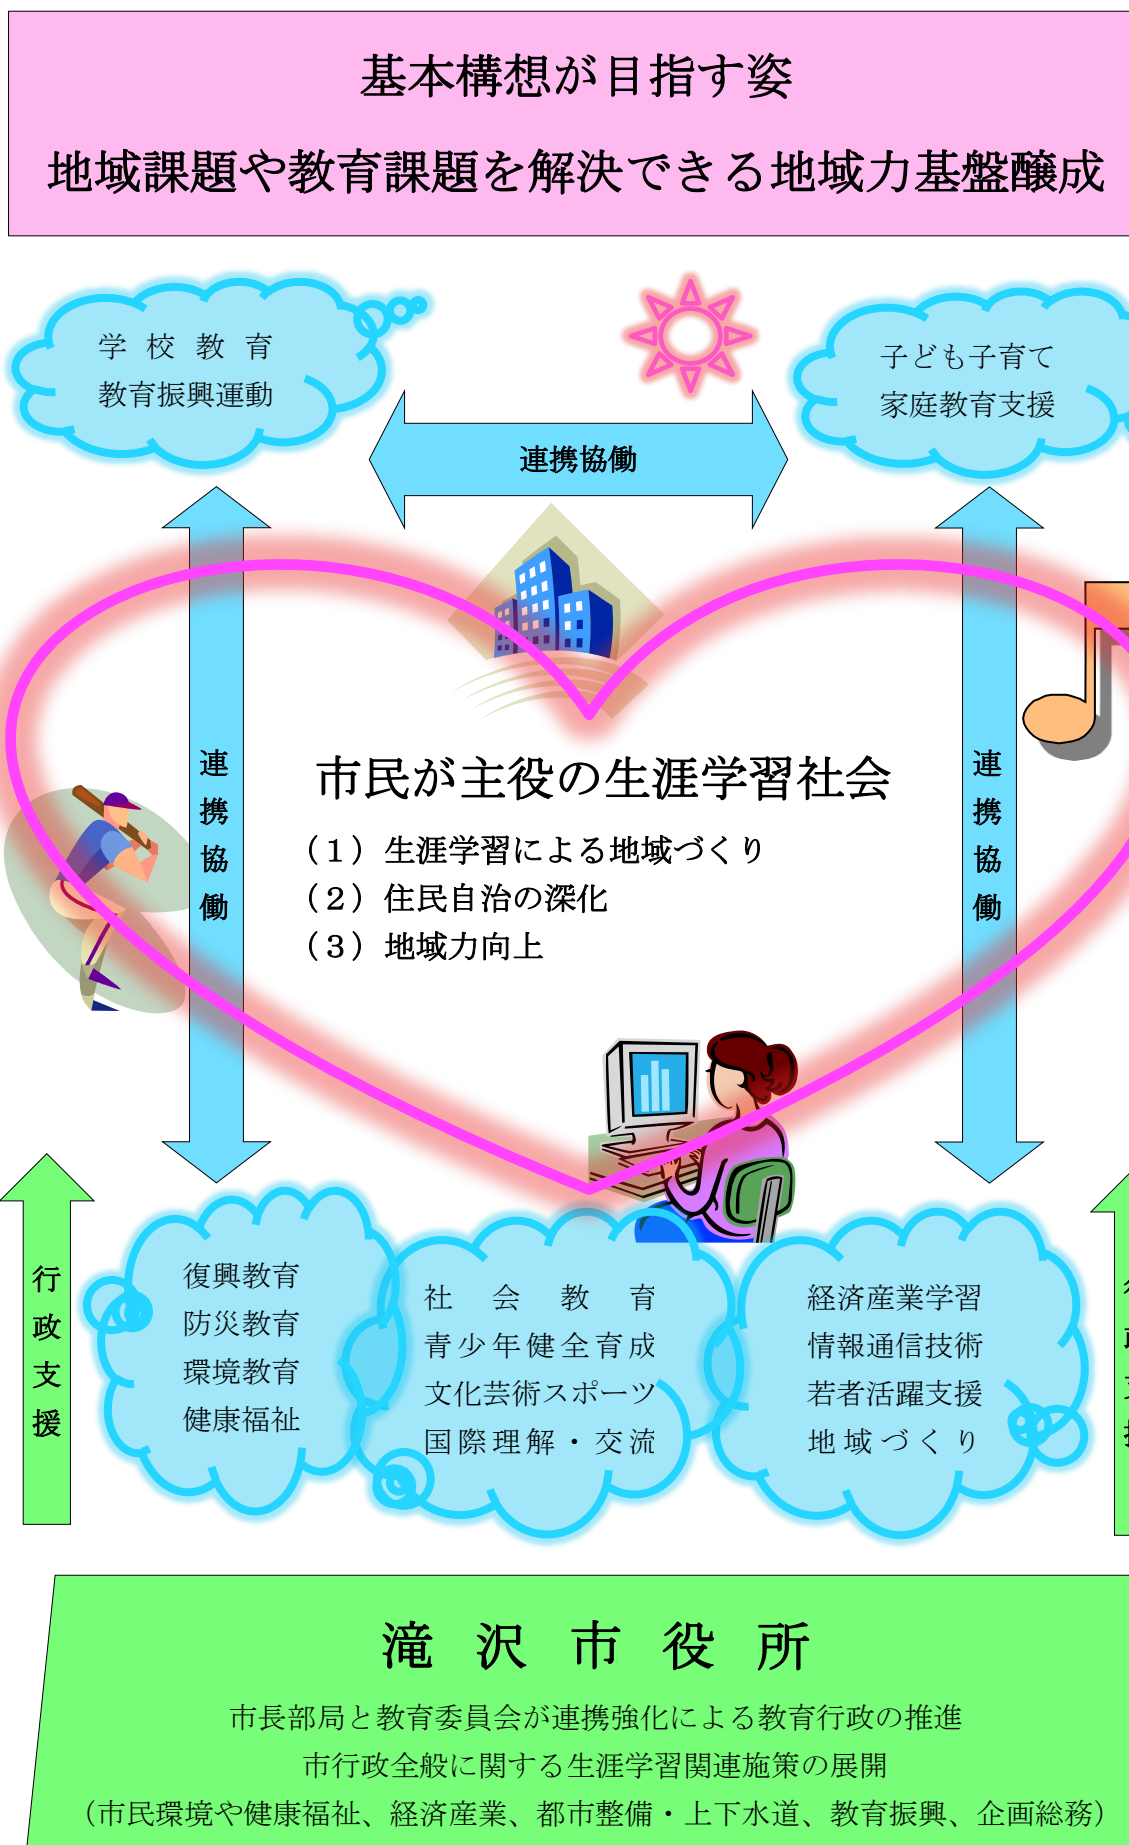 基本構想が目指す姿
地域課題や教育課題を解決できる地域力基盤醸成
学校教育
教育振興運動
子ども子育て
家庭教育支援
連携協働
連携協働
連携協働
市民が主役の生涯学習社会
（１）生涯学習による地域づくり
（２）住民自治の深化
（３）地域力向上
行政支援
復興教育
防災教育
環境教育
健康福祉
社会教育
青少年健全育成
文化芸術スポーツ
国際理解・交流
経済産業学習
情報通信技術
若者活躍支援
地域づくり
滝沢市役所
市長部局と教育委員会が連携強化による教育行政の推進
市行政全般に関する生涯学習関連施策の展開
（市民環境や健康福祉、経済産業、都市整備・上下水道、教育振興、企画総務）